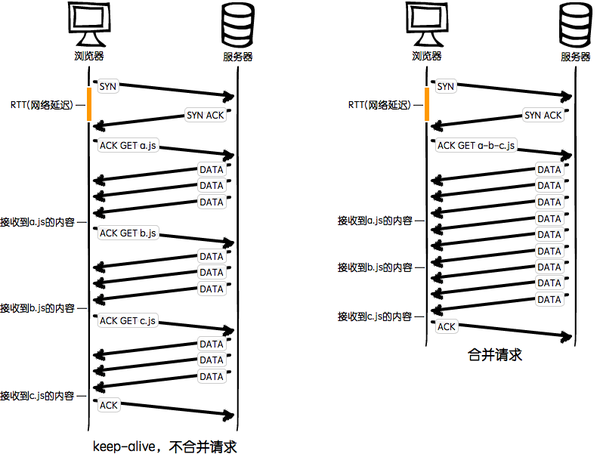 浏览器
服务器
SYN
RTT(网络延迟)
SYN ACK
ACK GET a.js
DATA
DATA
DATA
接收到a.js的内容
ACK GET b.js
DATA
DATA
DATA
接收到b.js的内容
ACK GET c.js
DATA
DATA
DATA
接收到c.js的内容
ACK
keep-alive，不合并请求
浏览器
服务器
SYN
RTT(网络延迟)
SYN ACK
ACK GET a-b-c.js
DATA
DATA
DATA
接收到a.js的内容
DATA
DATA
DATA
接收到b.js的内容
DATA
DATA
DATA
接收到c.js的内容
ACK
合并请求